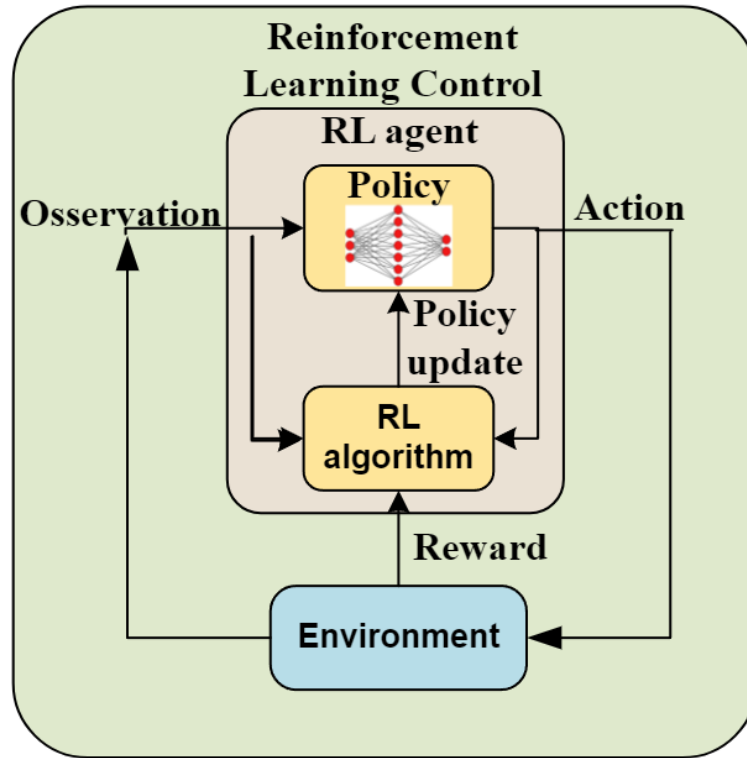 Reinforcement
Learning Control
RL agent
Policy
Osservation
Action
Policy
update
RL
algorithm
Reward
Environment